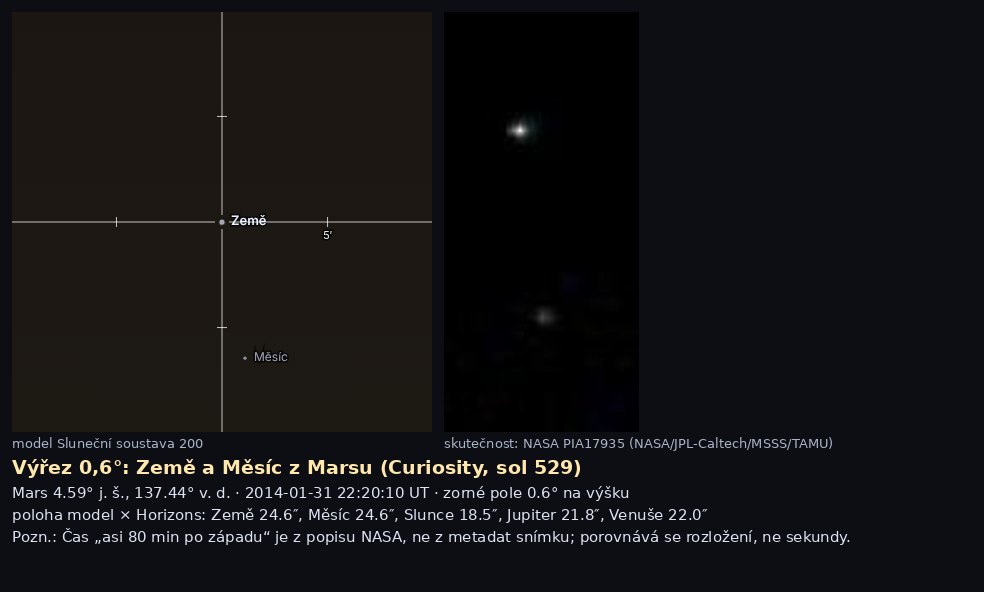 Země
5′
Měsíc
model Sluneční soustava 200
skutečnost: NASA PIA17935 (NASA/JPL-Caltech/MSSS/TAMU)
Výřez 0,6°: Země a Měsíc z Marsu (Curiosity, sol 529)
Mars 4.59° j. š., 137.44° v. d. · 2014-01-31 22:20:10 UT · zorné pole 0.6° na výšku
poloha model × Horizons: Země 24.6″, Měsíc 24.6″, Slunce 18.5″, Jupiter 21.8″, Venuše 22.0″
Pozn.: Čas „asi 80 min po západu“ je z popisu NASA, ne z metadat snímku; porovnává se rozložení, ne sekundy.